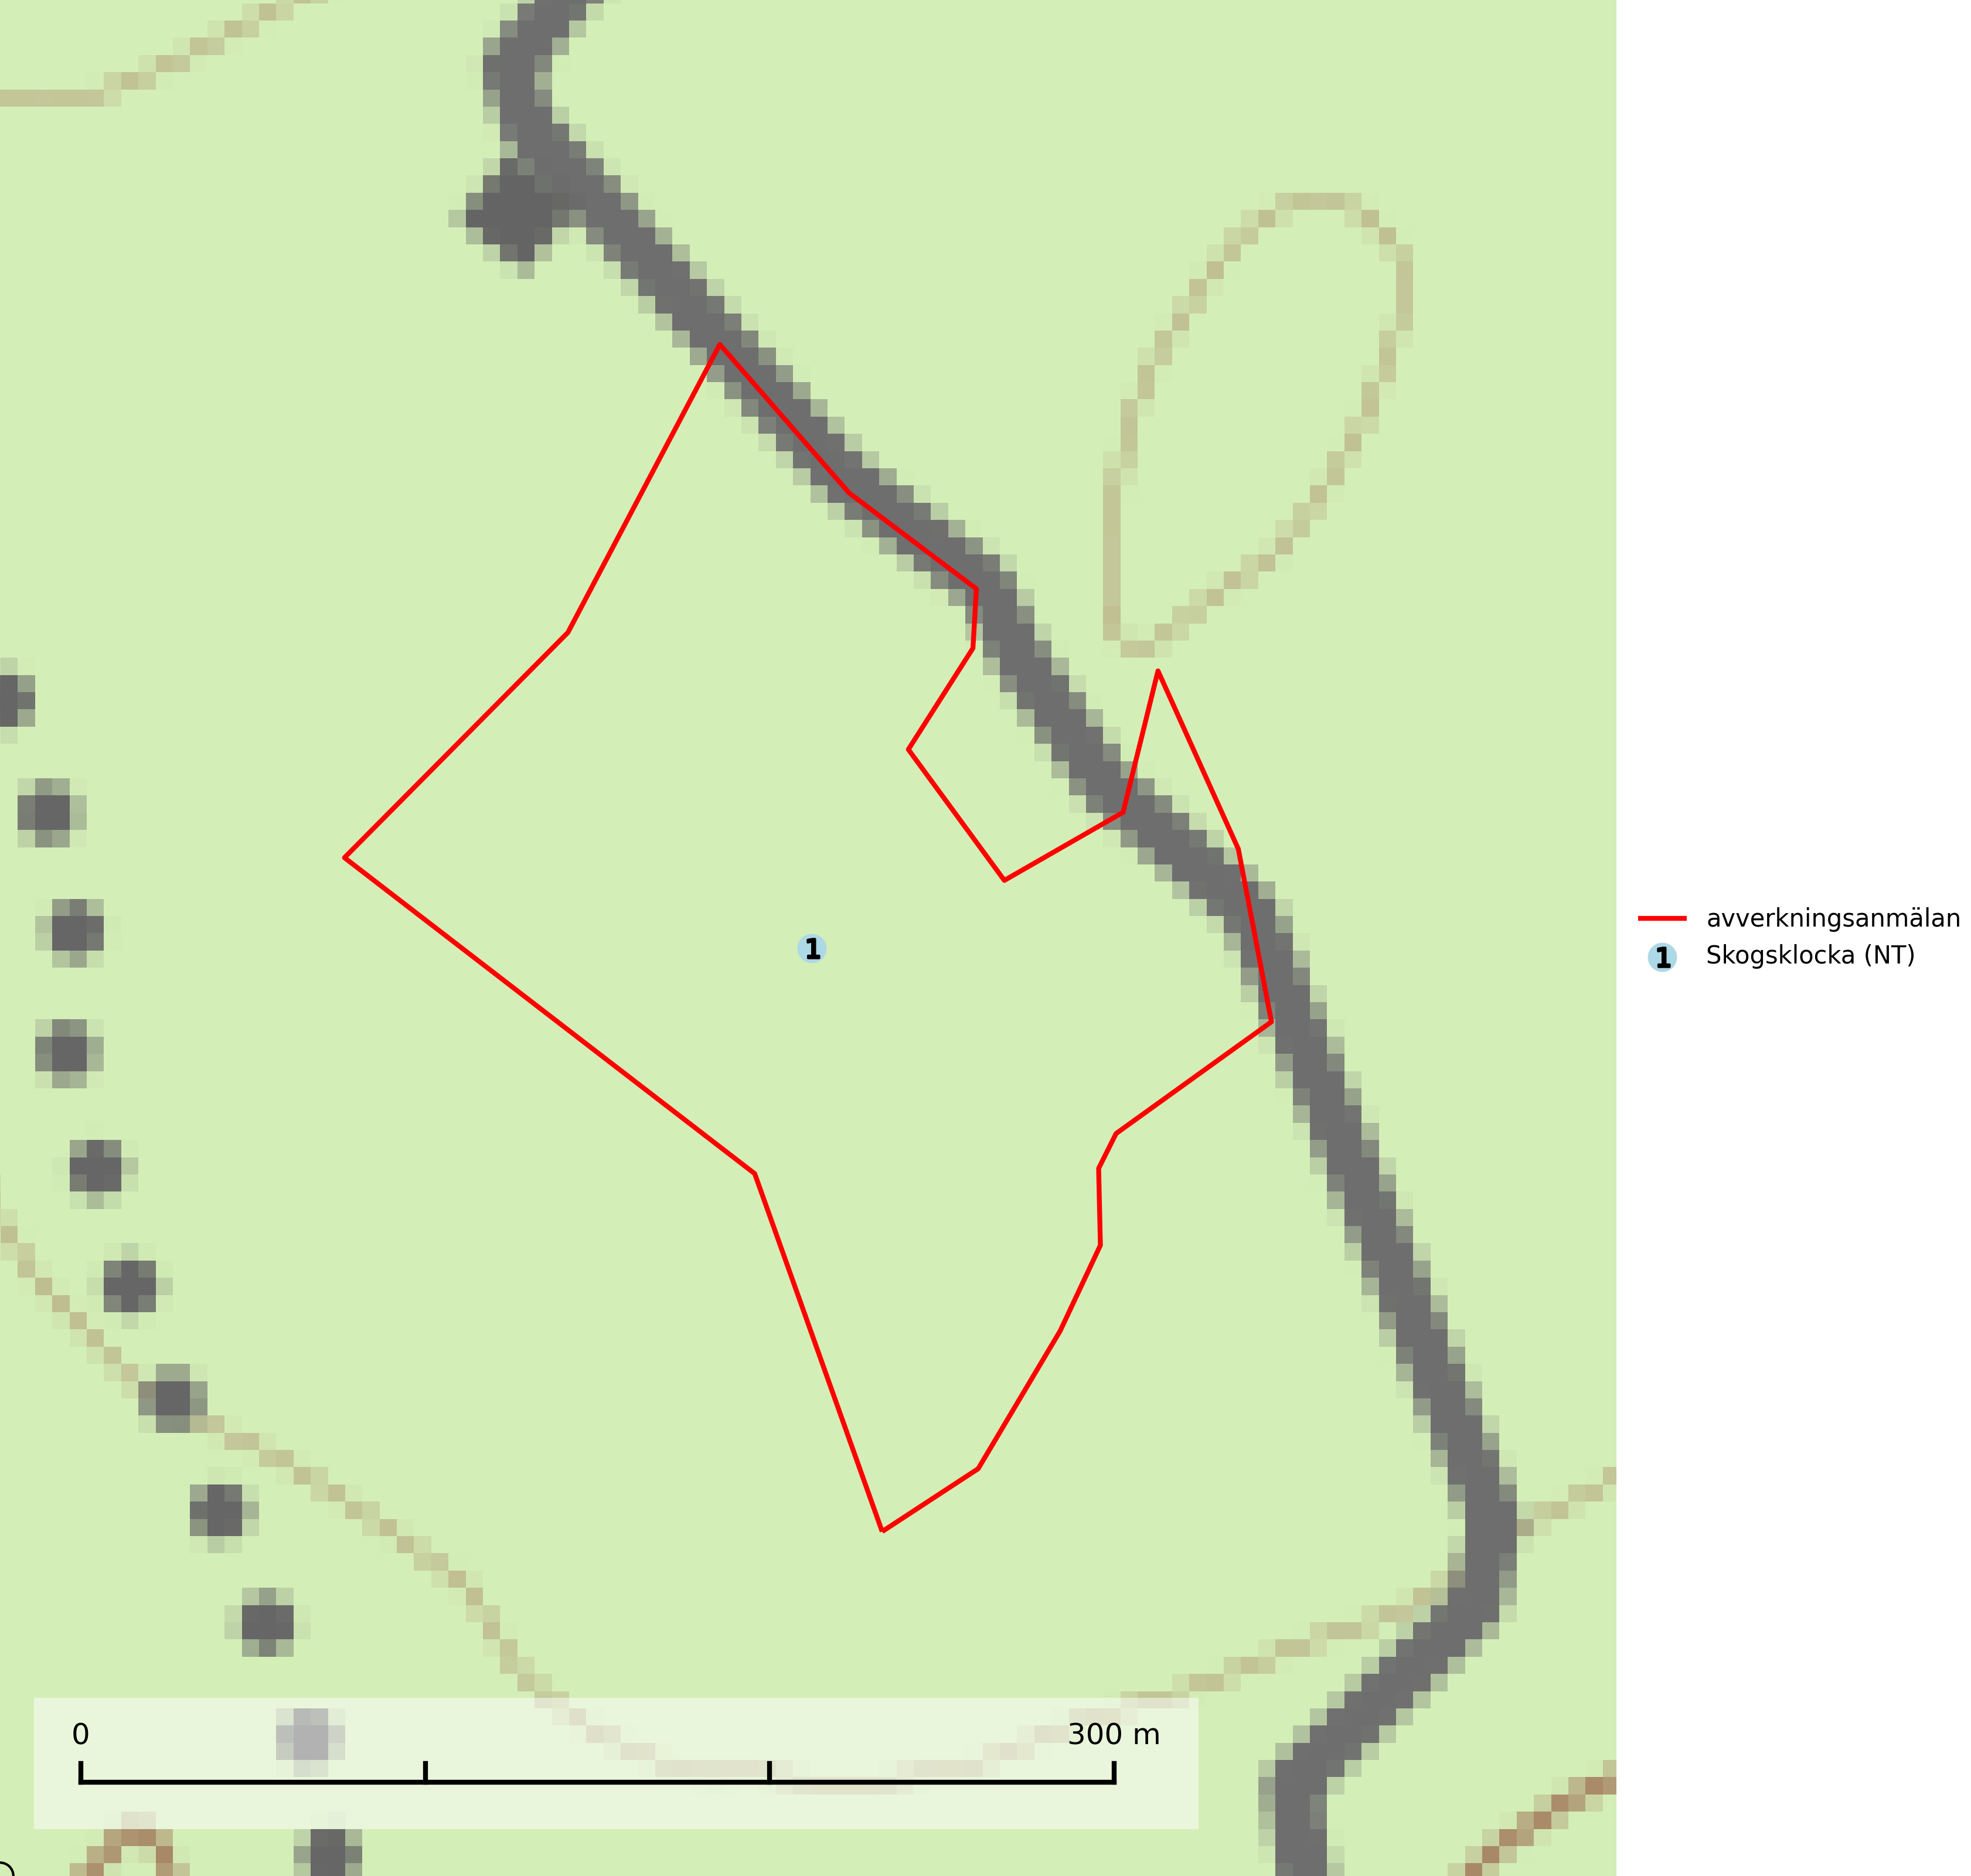 1
avverkningsanmälan
1 Skogsklocka (NT)
0 300 m